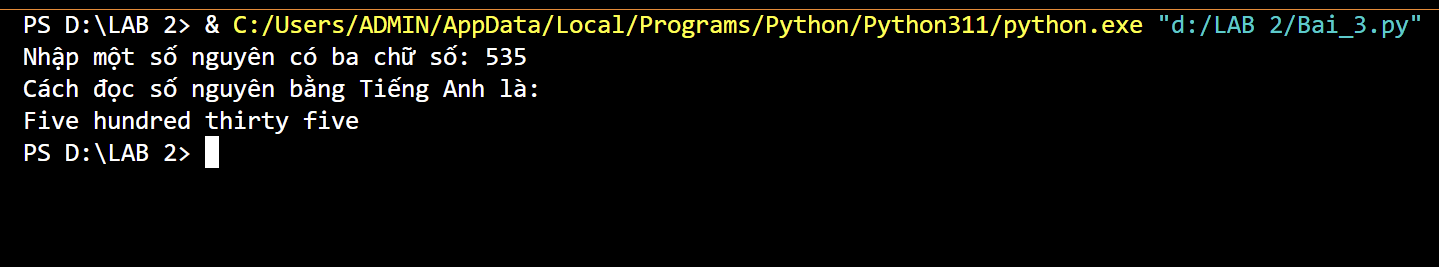 PS D:\LAB 2> & C:/Users/ADMIN/AppData/Local/Programs/Python/Python311/python.exe "d:/LAB 2/Bai_3.py"
Nhập một số nguyên có ba chữ số: 535
Cách đọc số nguyên bằng Tiếng Anh là:
Five hundred thirty five
PS D:\LAB 2>